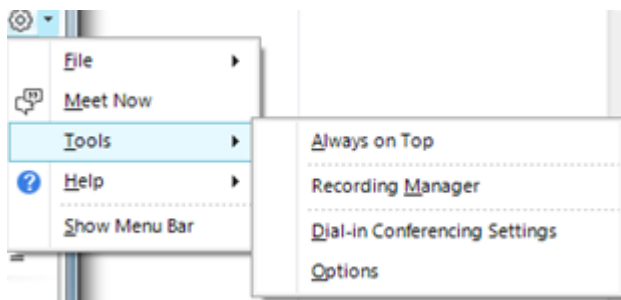 File
Meet Now
Tools
Help
Show Menu Bar
Always on Top
Recording Manager
Dial-in Conferencing Settings
Options